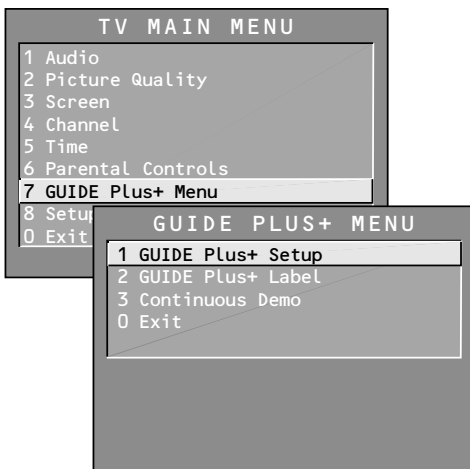 TV MAIN MENU
1 Audio
2 Picture Quality
3 Screen
4 Channel
5 Time
6 Parental Controls
7 GUIDE Plus+ Menu
8 Setup
0 Exit
GUIDE PLUS+ MENU
1 GUIDE Plus+ Setup
2 GUIDE Plus+ Label
3 Continuous Demo
0 Exit